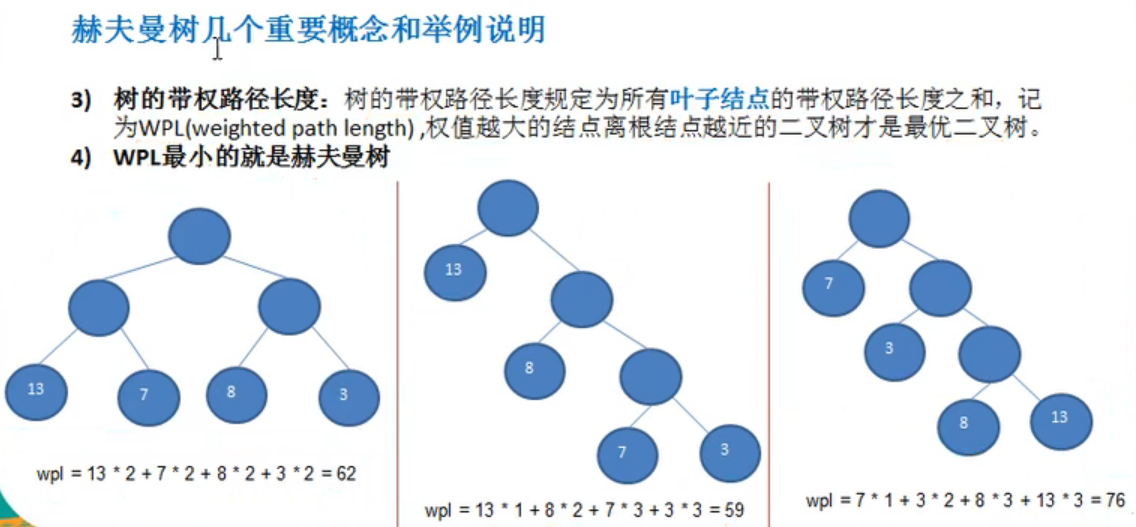 赫夫曼树几个重要概念和举例说明
3) 树的带权路径长度：树的带权路径长度规定为所有叶子结点的带权路径长度之和，记
为WPL(weighted path length) ,权值越大的结点离根结点越近的二叉树才是最优二叉树。
4) WPL最小的就是赫夫曼树
13
7
8
3
wpl = 13 * 2 + 7 * 2 + 8 * 2 + 3 * 2 = 62
13
8
7
3
wpl = 13 * 1 + 8 * 2 + 7 * 3 + 3 * 3 = 59
7
3
8
13
wpl = 7 * 1 + 3 * 2 + 8 * 3 + 13 * 3 = 76